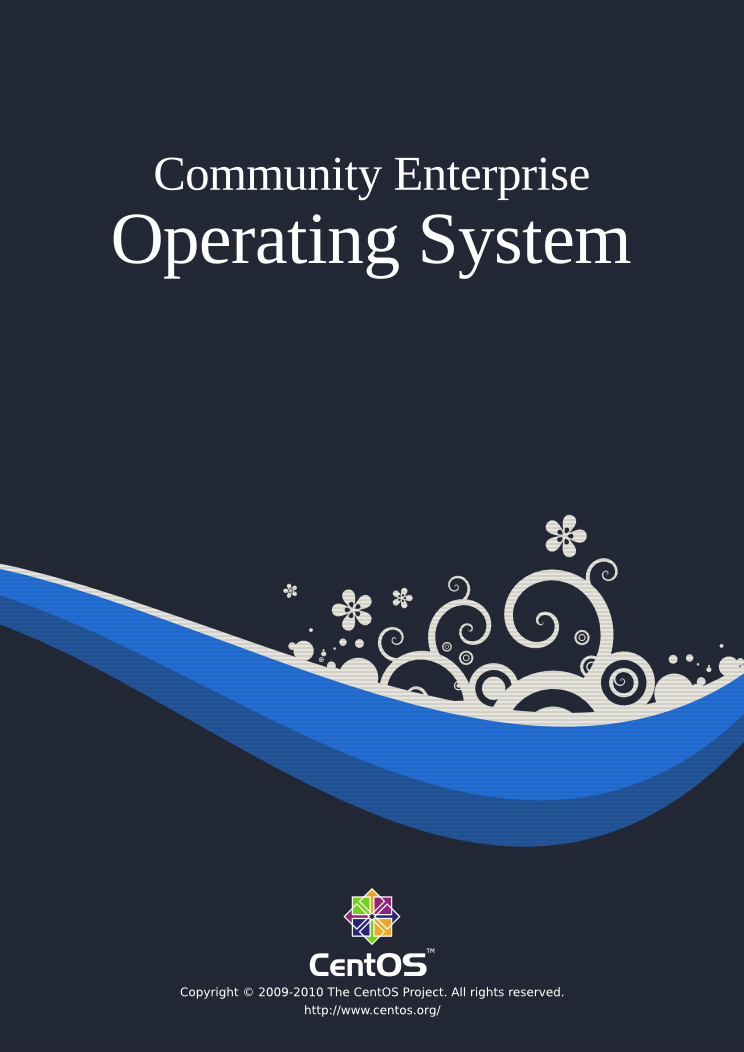 Community Enterprise
Operating System
CentOS™
Copyright © 2009-2010 The CentOS Project. All rights reserved.
http://www.centos.org/